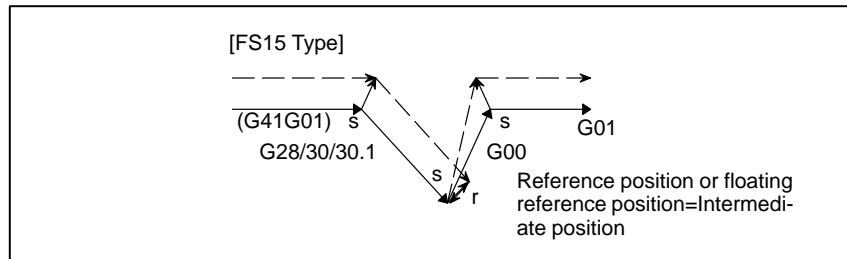 [FS15 Type]
(G41G01) s
s
G01
G28/30/30.1
G00
s
r
Reference position or floating
reference position=Intermedi-
ate position